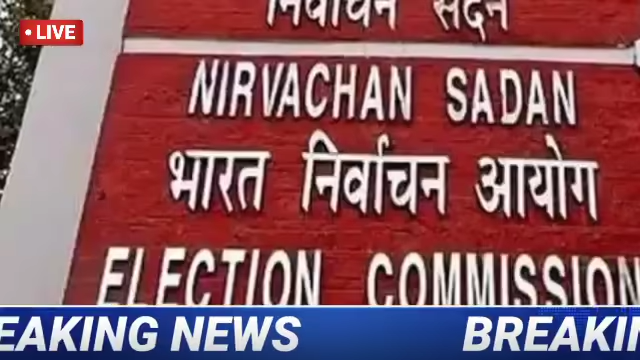 LIVE
निर्वाचन सदन
NIRVACHAN SADAN
भारत निर्वाचन आयोग
ELECTION COMMISSION
EAKING NEWS BREAKIN